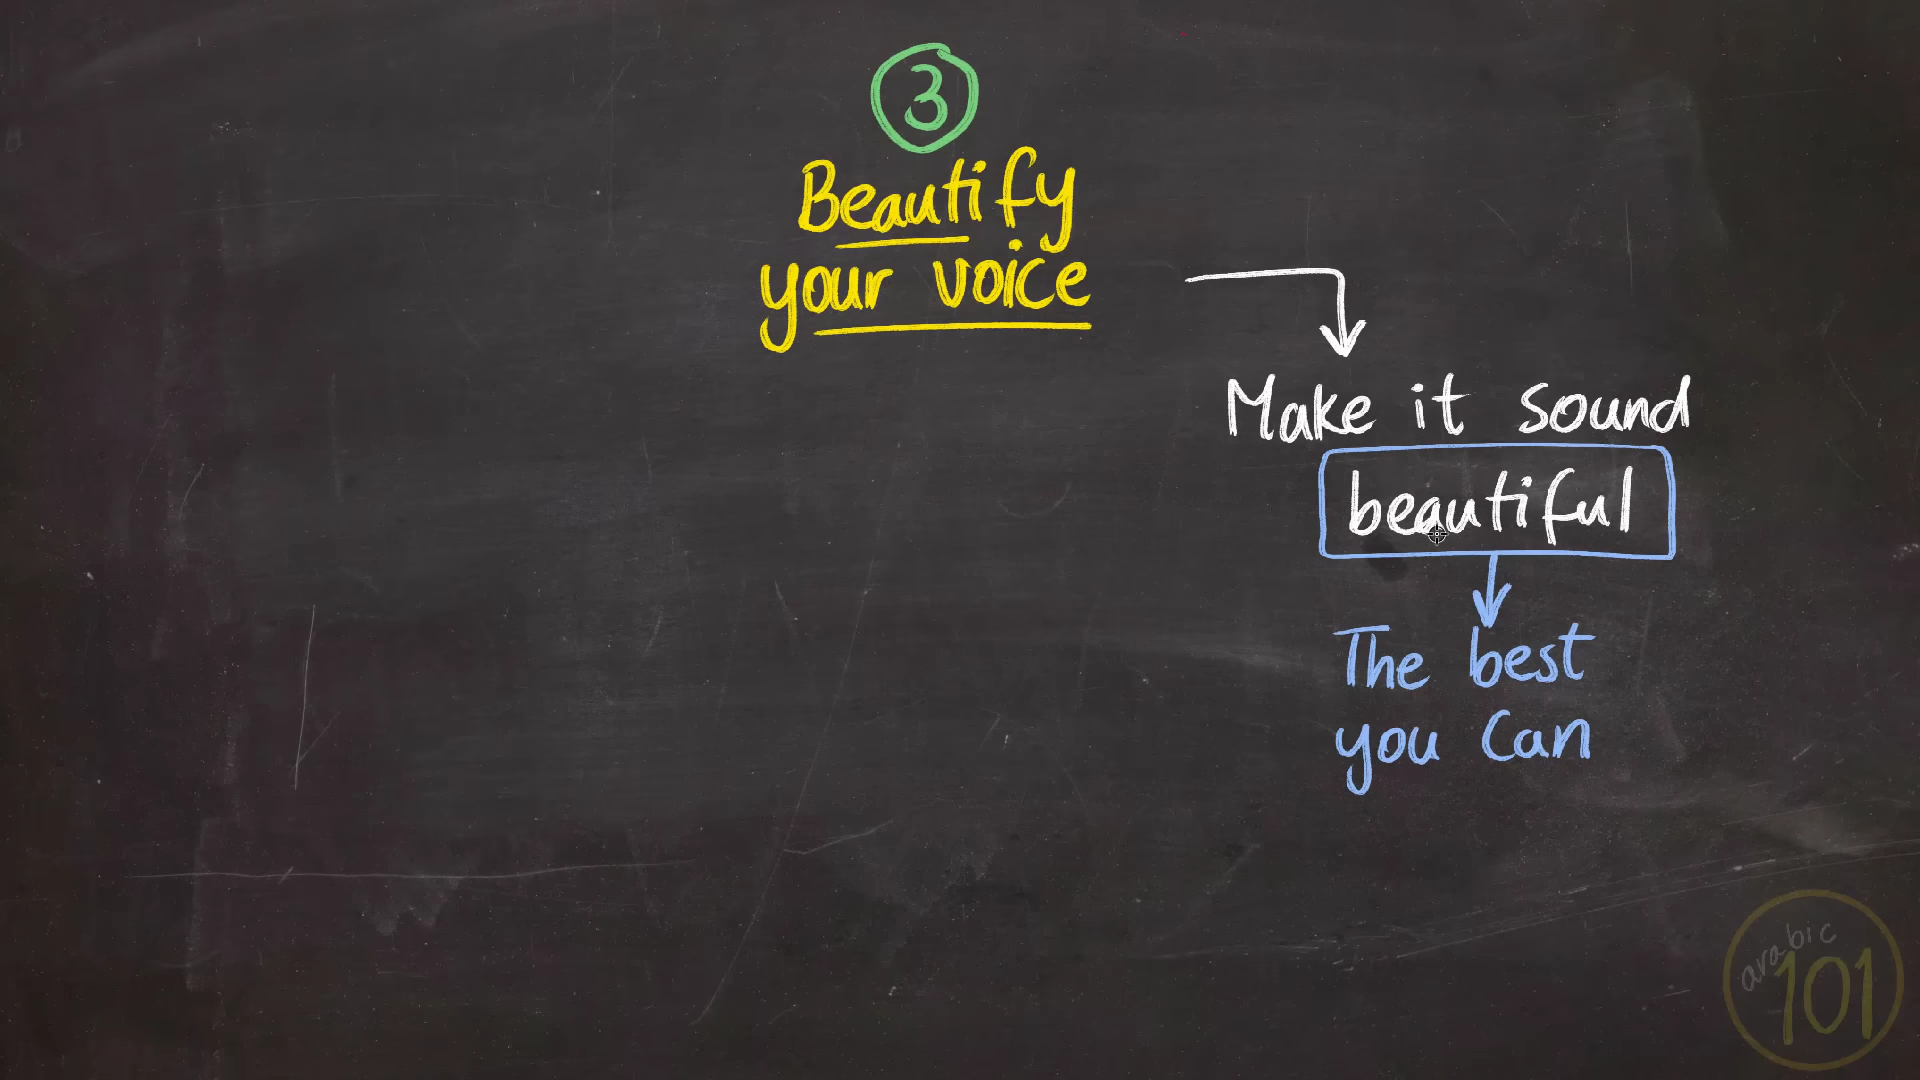 3
Beautify
your voice
Make it sound
beautiful
The best
you can
arabic
101